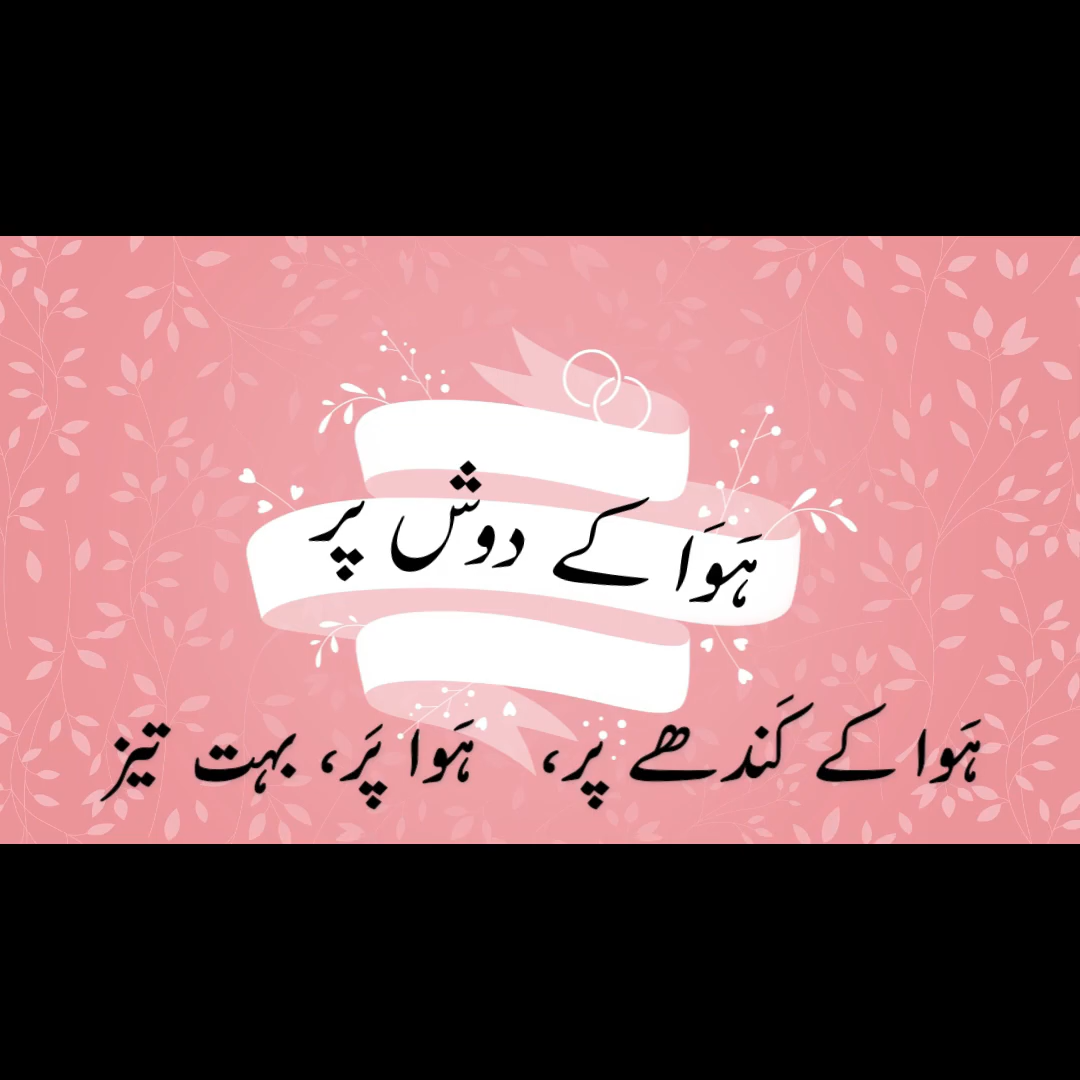 ہَوَا کے دوش پر
ہَوا کے کَندھے پر، ہَوا پَر، بہت تیز